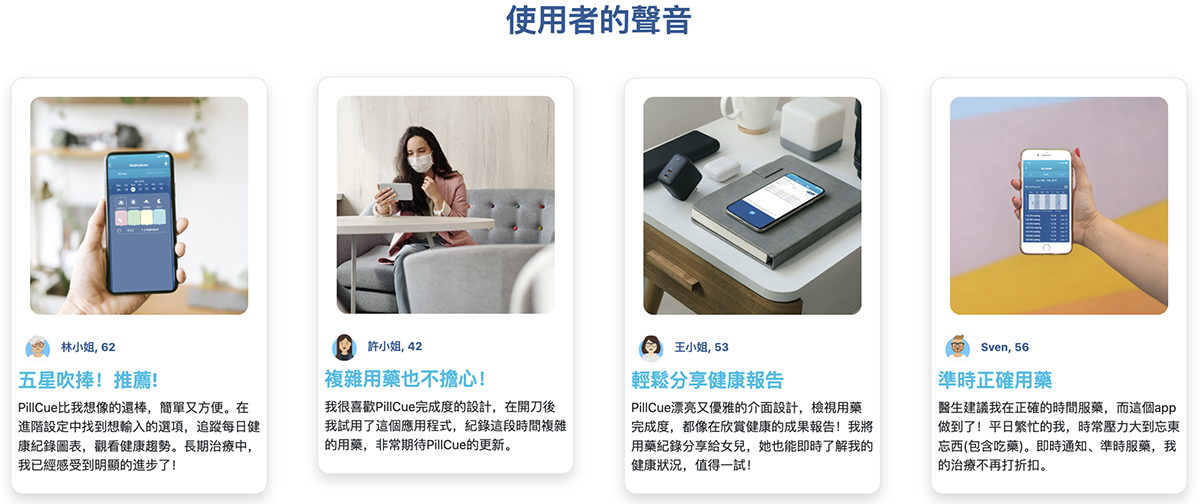 使用者的聲音
林小姐, 62
五星吹捧！推薦!
PillCue比我想像的還棒，簡單又方便。在
進階設定中找到想輸入的選項，追蹤每日健
康紀錄圖表，觀看健康趨勢。長期治療中，
我已經感受到明顯的進步了！
許小姐, 42
複雜用藥也不擔心！
我很喜歡PillCue完成度的設計，在開刀後
我試用了這個應用程式，紀錄這段時間複雜
的用藥，非常期待PillCue的更新。
王小姐, 53
輕鬆分享健康報告
PillCue漂亮又優雅的介面設計，檢視用藥
完成度，都像在欣賞健康的成果報告！我將
用藥紀錄分享給女兒，她也能即時了解我的
健康狀況，值得一試！
Sven, 56
準時正確用藥
醫生建議我在正確的時間服藥，而這個app
做到了！平日繁忙的我，時常壓力大到忘東
忘西(包含吃藥)。即時通知、準時服藥，我
的治療不再打折扣。